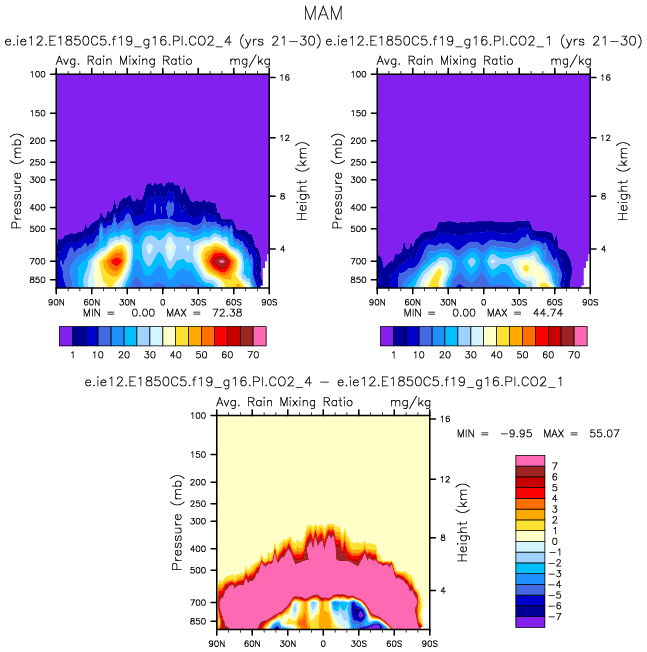 MAM
e.ie12.E1850C5.f19_g16.PI.CO2_4 (yrs 21-30) e.ie12.E1850C5.f19_g16.PI.CO2_1 (yrs 21-30)
Avg. Rain Mixing Ratio mg/kg Avg. Rain Mixing Ratio mg/kg
100 16 100 16
150 150
12 12
200 200
250 250
300 300
8 8
400 400
500 500
4 4
700 700
850 850
Pressure (mb) Height (km) Pressure (mb) Height (km)
90N 60N 30N 0 30S 60S 90S 90N 60N 30N 0 30S 60S 90S
MIN = 0.00 MAX = 72.38 MIN = 0.00 MAX = 44.74
1 10 20 30 40 50 60 70 1 10 20 30 40 50 60 70
e.ie12.E1850C5.f19_g16.PI.CO2_4 - e.ie12.E1850C5.f19_g16.PI.CO2_1
Avg. Rain Mixing Ratio mg/kg
100 16
MIN = -9.95 MAX = 55.07
150
12
200
250
300
8
400
500
4
700
850
Pressure (mb) Height (km)
90N 60N 30N 0 30S 60S 90S
7
6
5
4
3
2
1
0
-1
-2
-3
-4
-5
-6
-7